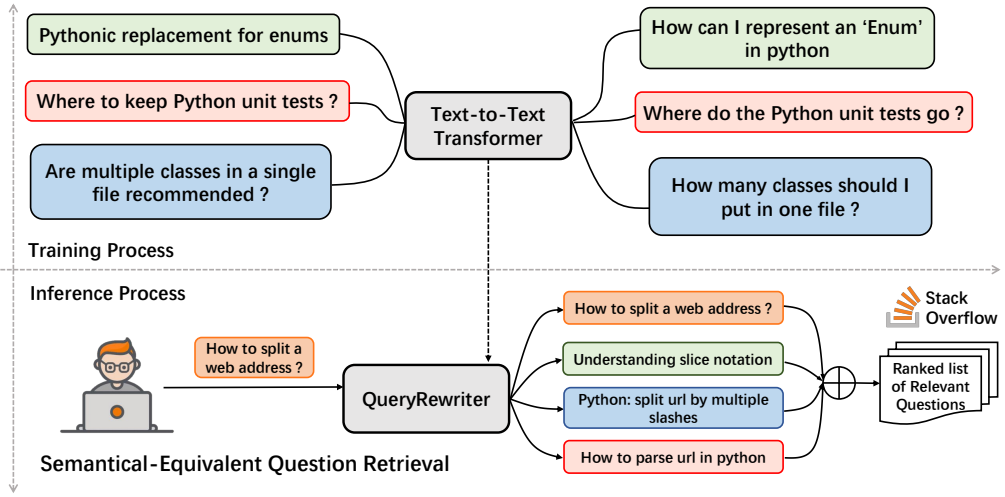 Pythonic replacement for enums
How can I represent an ‘Enum’
in python
Where to keep Python unit tests ?
Text-to-Text
Transformer
Where do the Python unit tests go ?
Are multiple classes in a single
file recommended ?
How many classes should I
put in one file ?
Training Process
Inference Process
How to split a
web address ?
QueryRewriter
How to split a web address ?
Understanding slice notation
Python: split url by multiple
slashes
How to parse url in python
Stack
Overflow
Ranked list
of Relevant
Questions
Semantical-Equivalent Question Retrieval